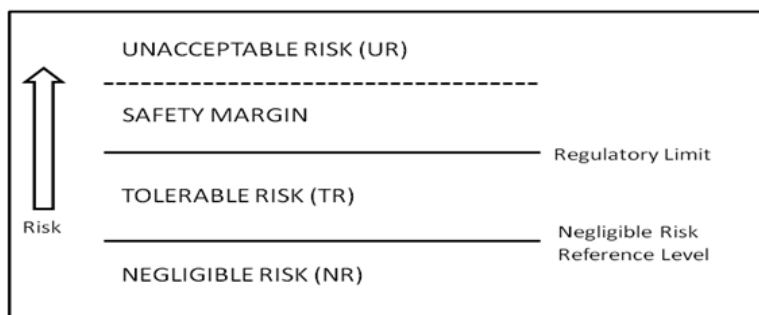 UNACCEPTABLE RISK (UR)
SAFETY MARGIN
Regulatory Limit
TOLERABLE RISK (TR)
Risk
Negligible Risk
Reference Level
NEGLIGIBLE RISK (NR)